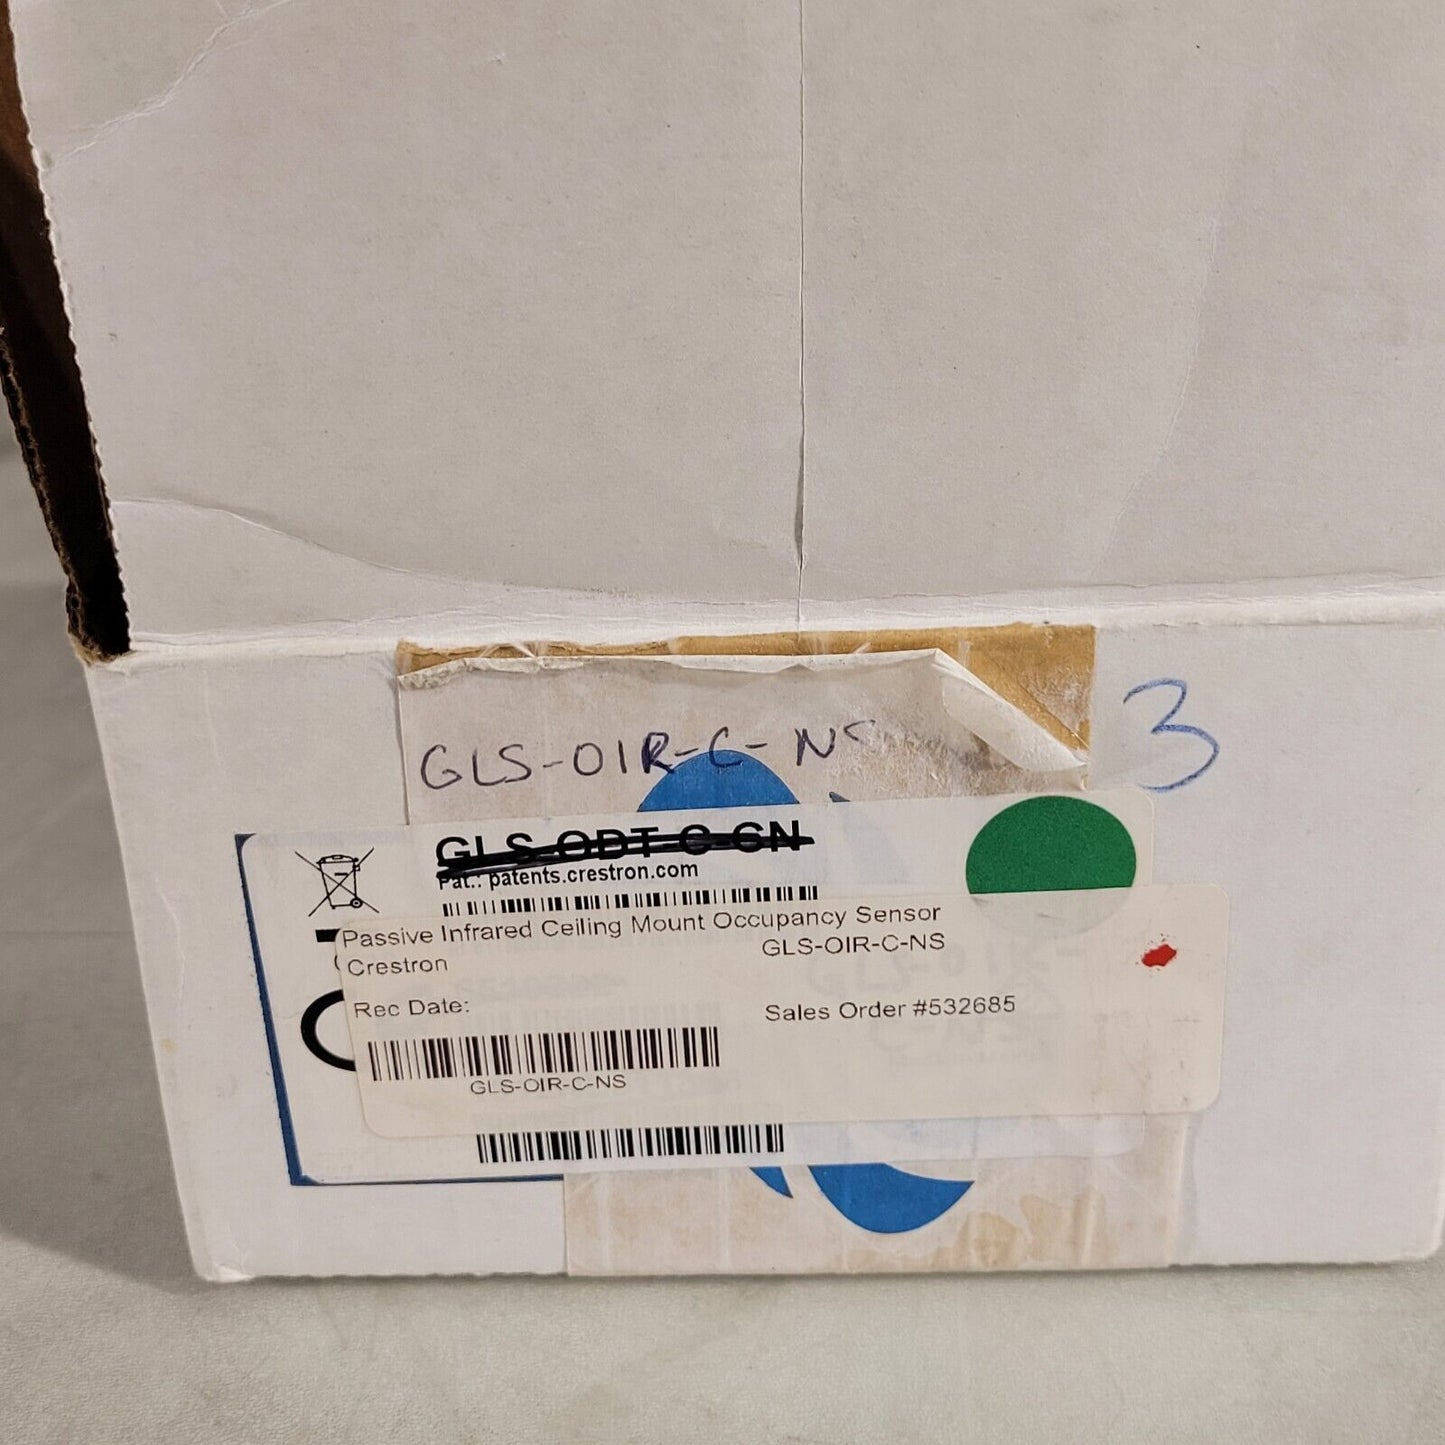 GLS-OIR-C-NS
3
GLS-ODT-C-CN
Pat.: patents.crestron.com
Passive Infrared Ceiling Mount Occupancy Sensor
Crestron
GLS-OIR-C-NS
Rec Date:
Sales Order #532685
GLS-OIR-C-NS